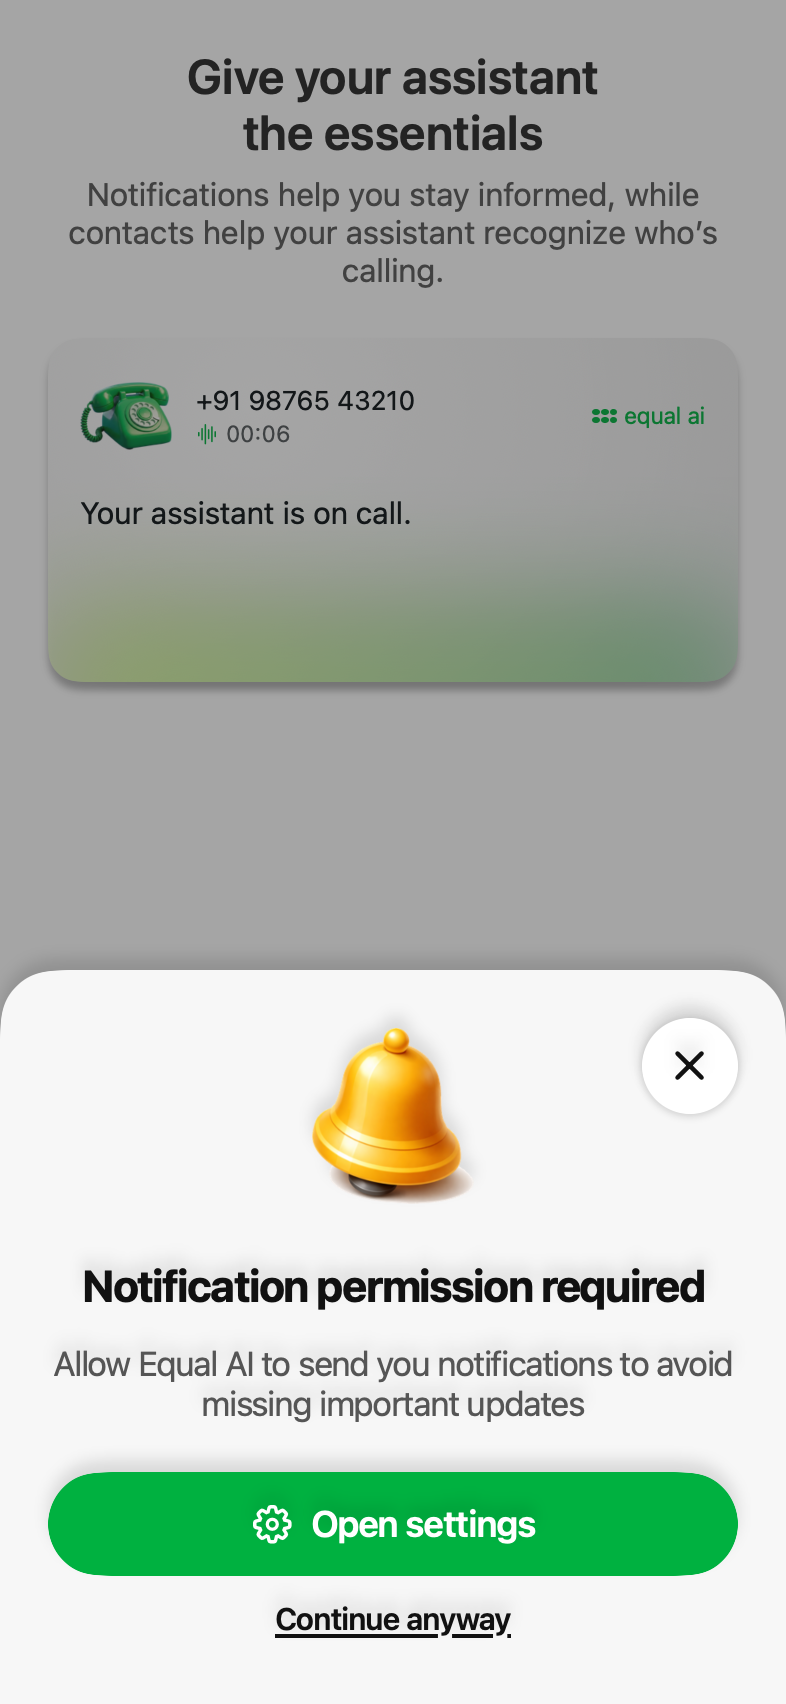 Give your assistant
the essentials
Notifications help you stay informed, while
contacts help your assistant recognize who’s
calling.
+91 98765 43210
equal ai
00:06
Your assistant is on call.
Notification permission required
Allow Equal AI to send you notifications to avoid
missing important updates
Open settings
Continue anyway